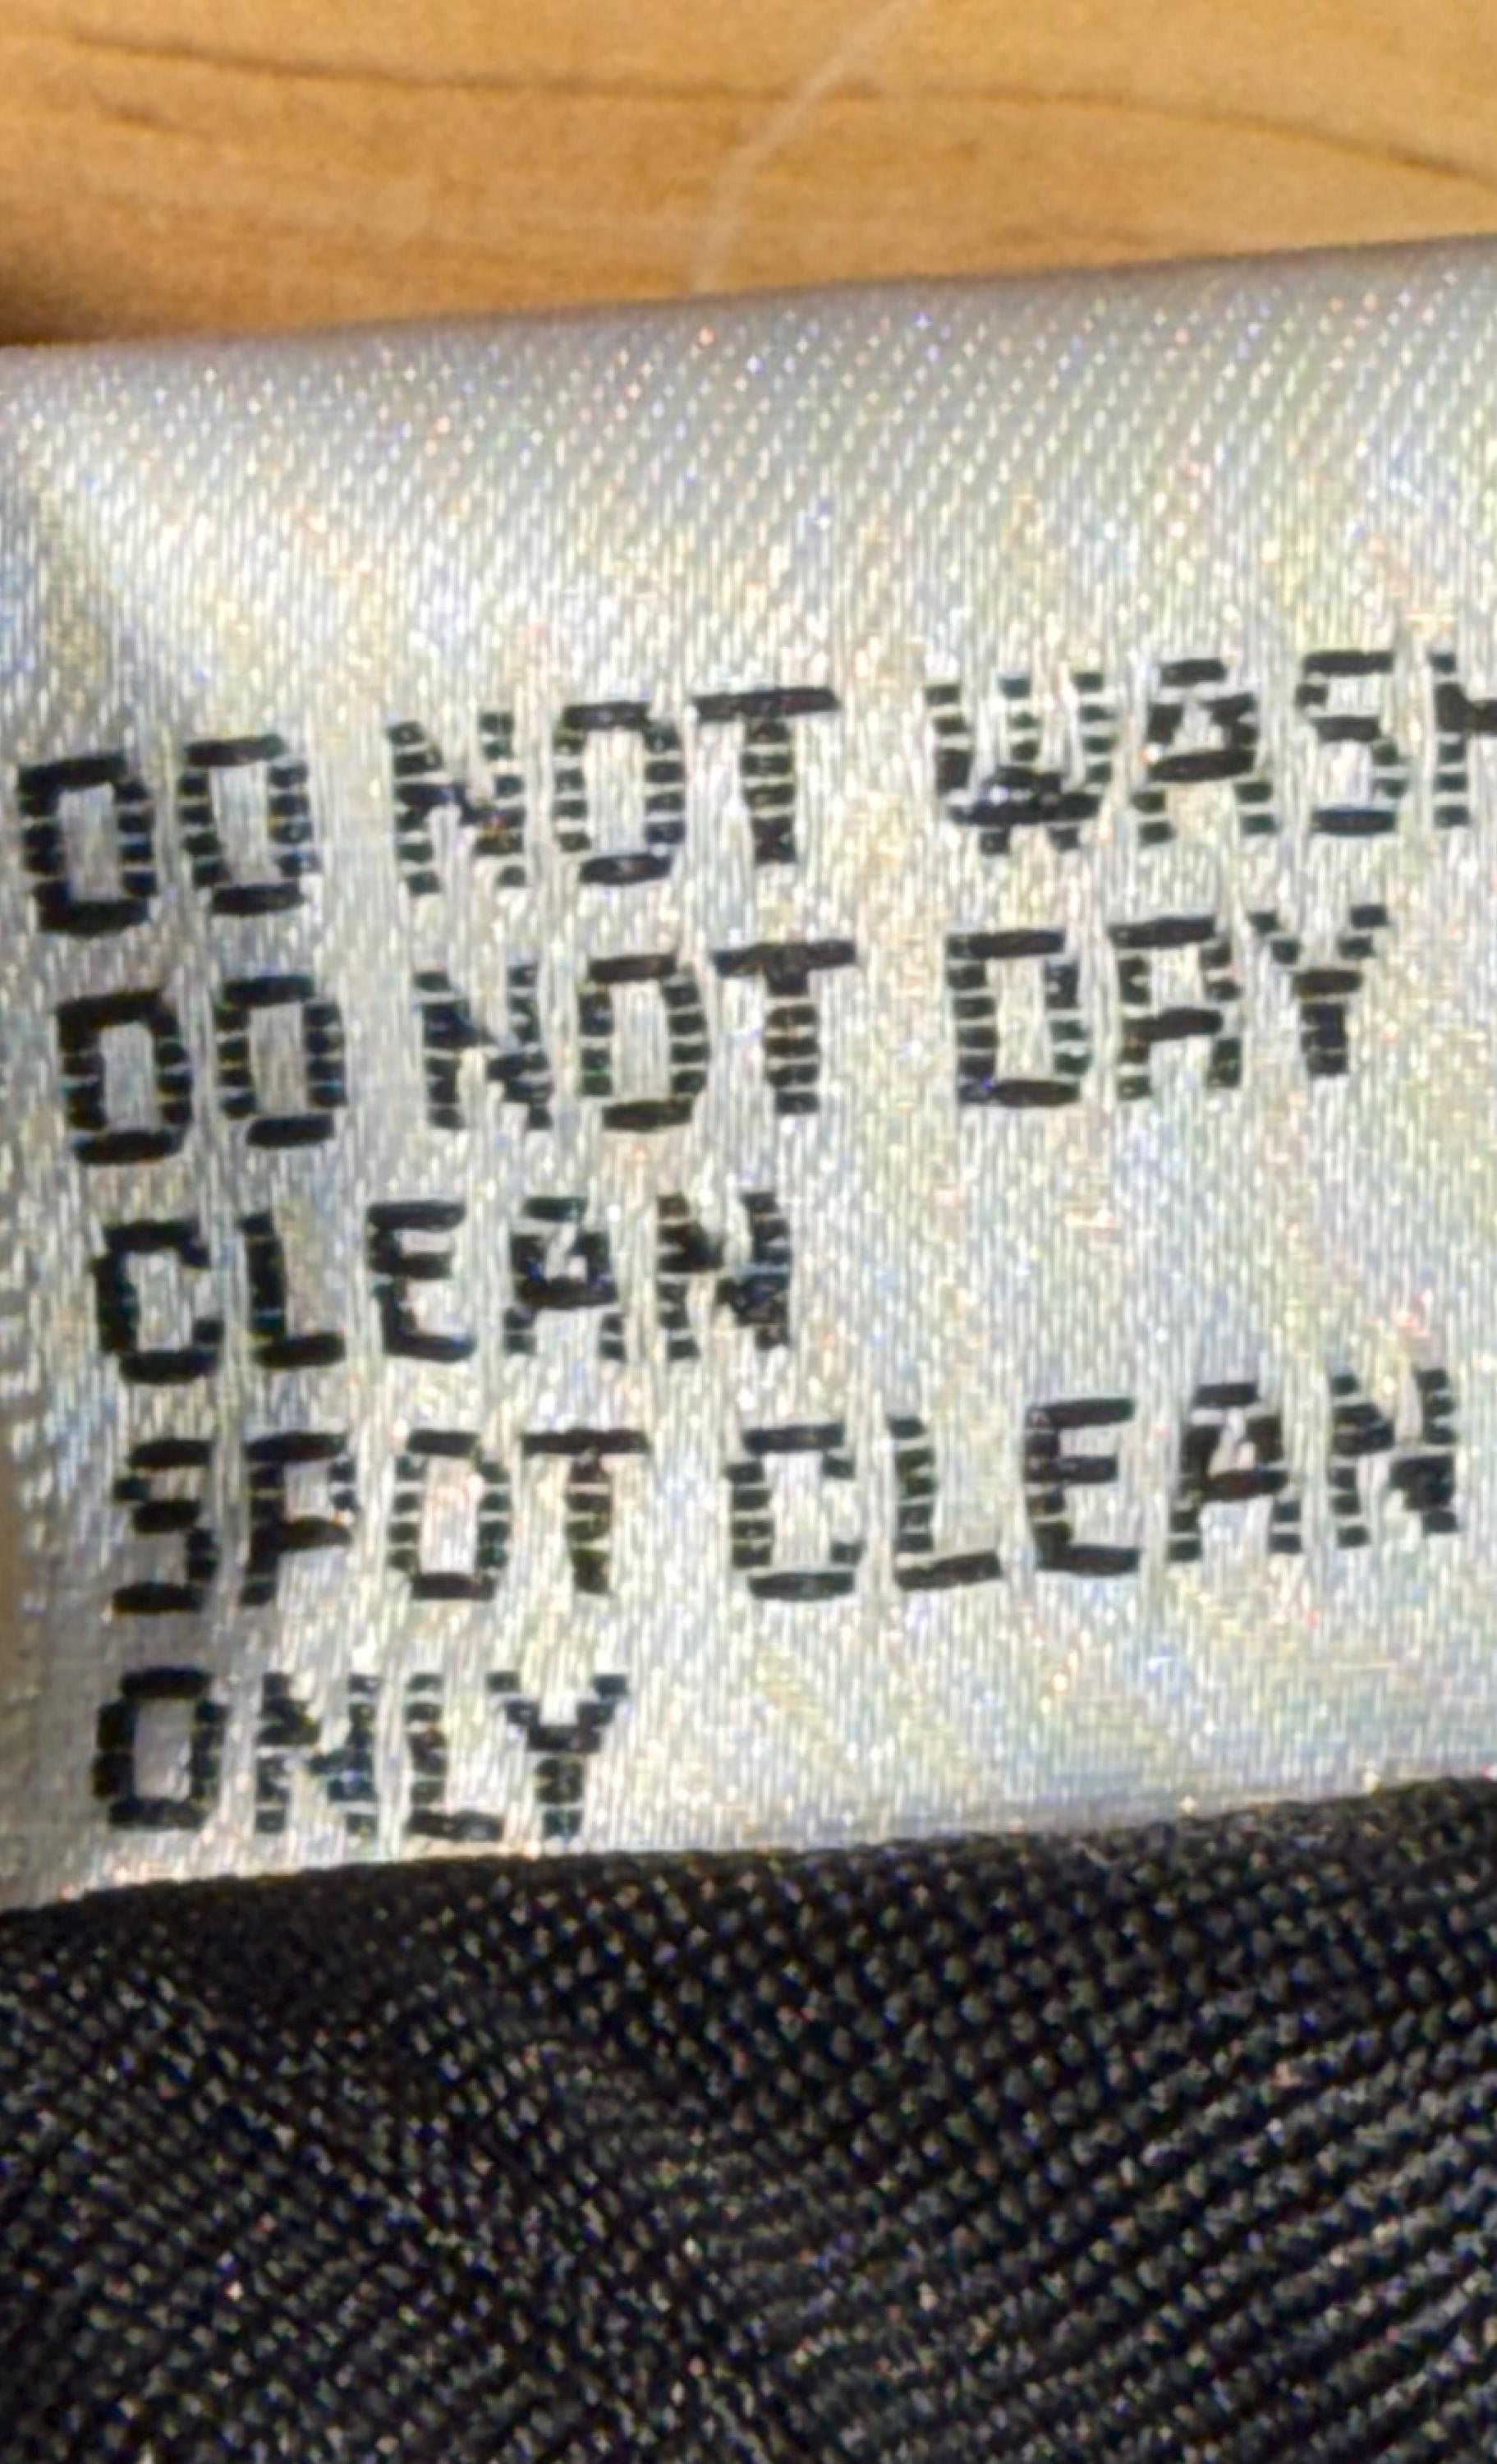 DO NOT WASH
DO NOT DRY
CLEAN
SPOT CLEAN
ONLY